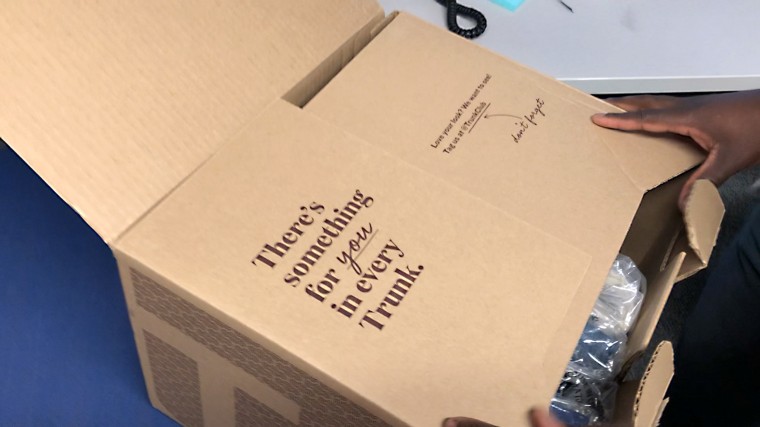 Love your look? We want to see!
Tag us at @TrunkClub
don't forget
There's
something
for you
in every
Trunk.